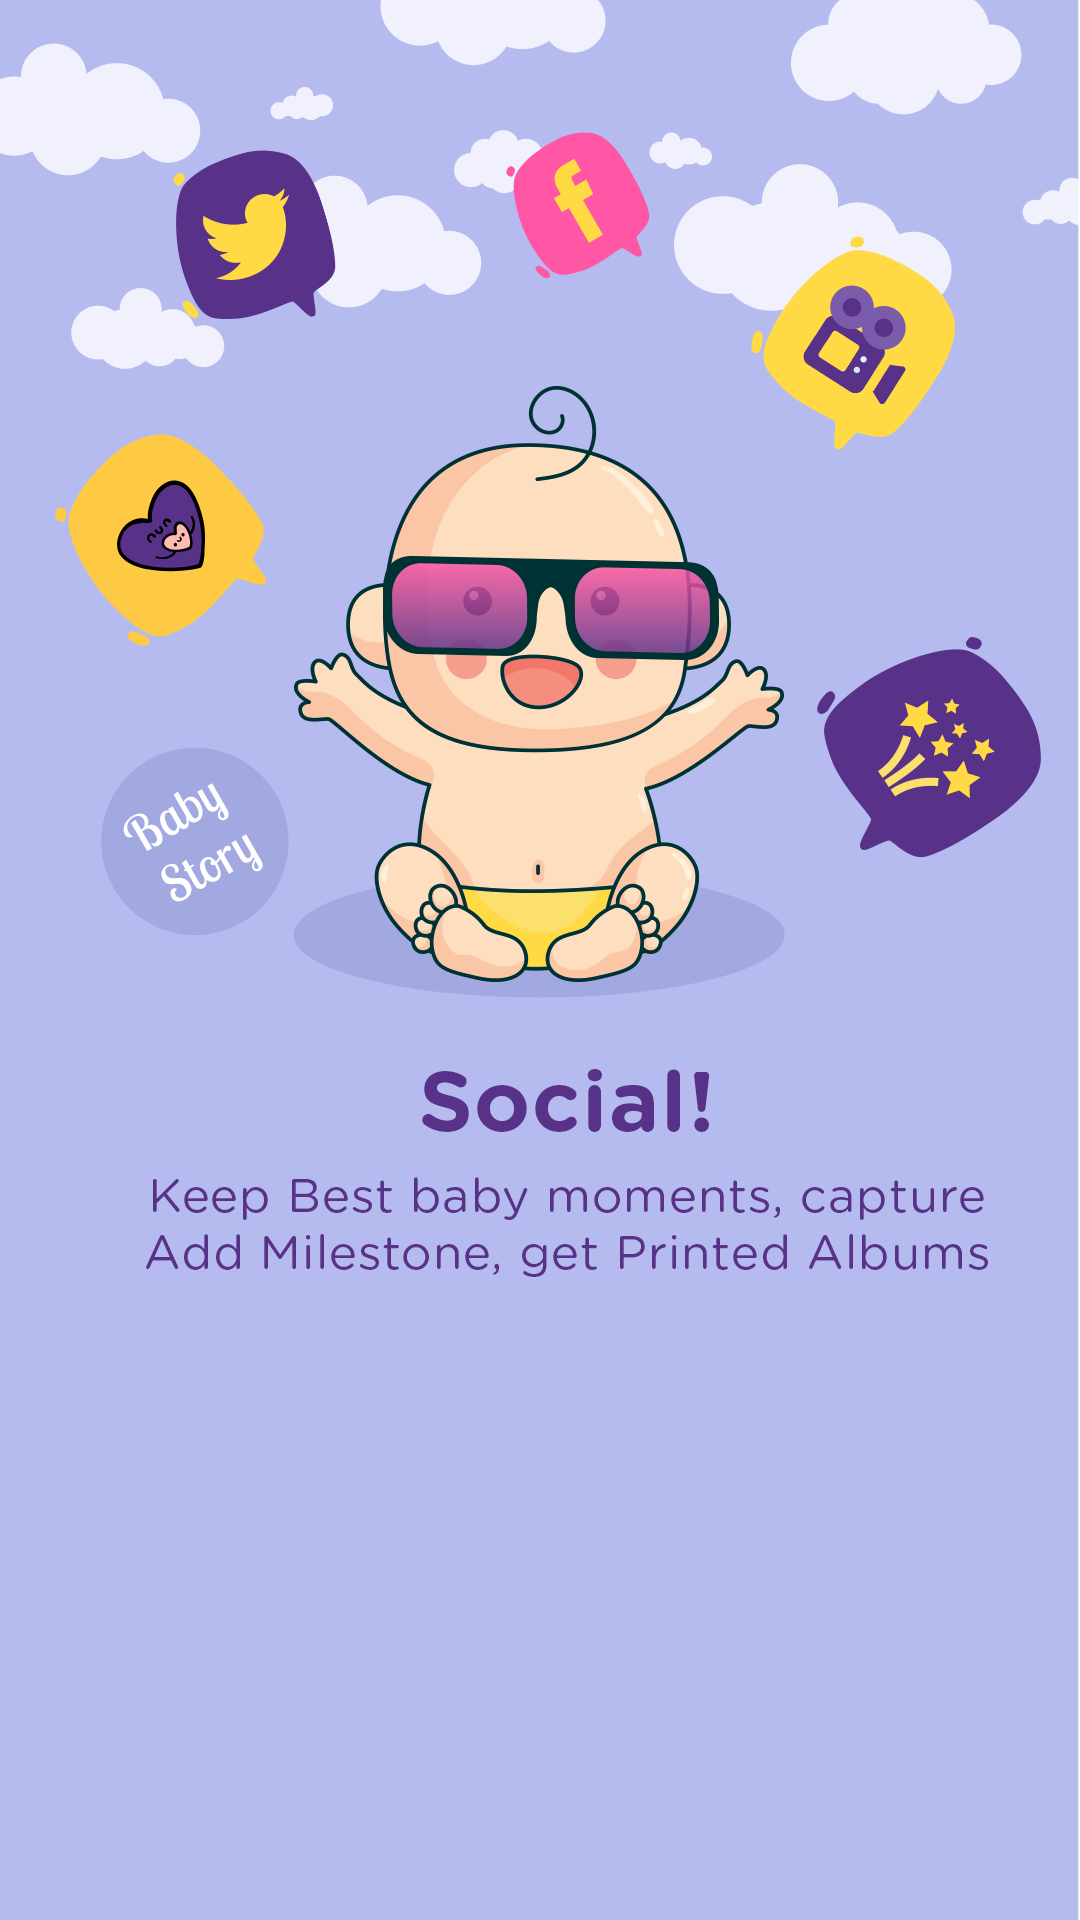 Baby
Story
Social!
Keep Best baby moments, capture
Add Milestone, get Printed Albums